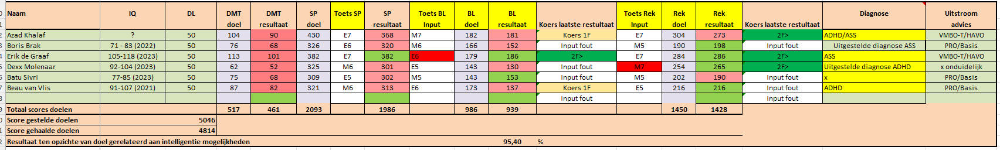 Naam IQ DL DMT doel DMT resultaat SP doel Toets SP SP resultaat Toets BL Input BL doel BL resultaat Koers laatste restultaat Toets Rek Input Rek doel Rek resultaat Koers laatste restultaat Diagnose Uitstroom advies
Azad Khalaf ? 50 104 90 430 E7 368 M7 182 181 Koers 1F E7 304 273 2F> ADHD/ASS VMBO-T/HAVO
Boris Brak 71 - 83 (2022) 50 76 68 326 E6 320 M6 166 152 Input fout M5 190 198 Input fout Uitgestelde diagnose ASS PRO/Basis
Erik de Graaf 105-118 (2023) 50 113 101 382 E7 382 E6 179 186 2F> E7 284 286 2F> ASS VMBO-T/HAVO
Dexx Molenaar 92-104 (2023) 50 62 52 325 M6 301 E5 143 130 Input fout M7 254 265 2F> Uitgestelde diagnose ADHD x onduidelijk
Batu Sivri 77-85 (2023) 50 75 68 309 E5 302 M5 143 153 Input fout M5 202 190 Input fout x PRO/Basis
Beau van Vlis 91-107 (2021) 50 87 82 321 M6 313 E6 173 137 Koers 1F E5 216 216 Input fout ADHD PRO/Basis
Input fout Input fout
Totaal scores doelen 517 461 2093 1986 986 939 1450 1428
Score gestelde doelen 5046
Score gehaalde doelen 4814
Resultaat ten opzichte van doel gerelateerd aan intelligentie mogelijkheden 95,40 %